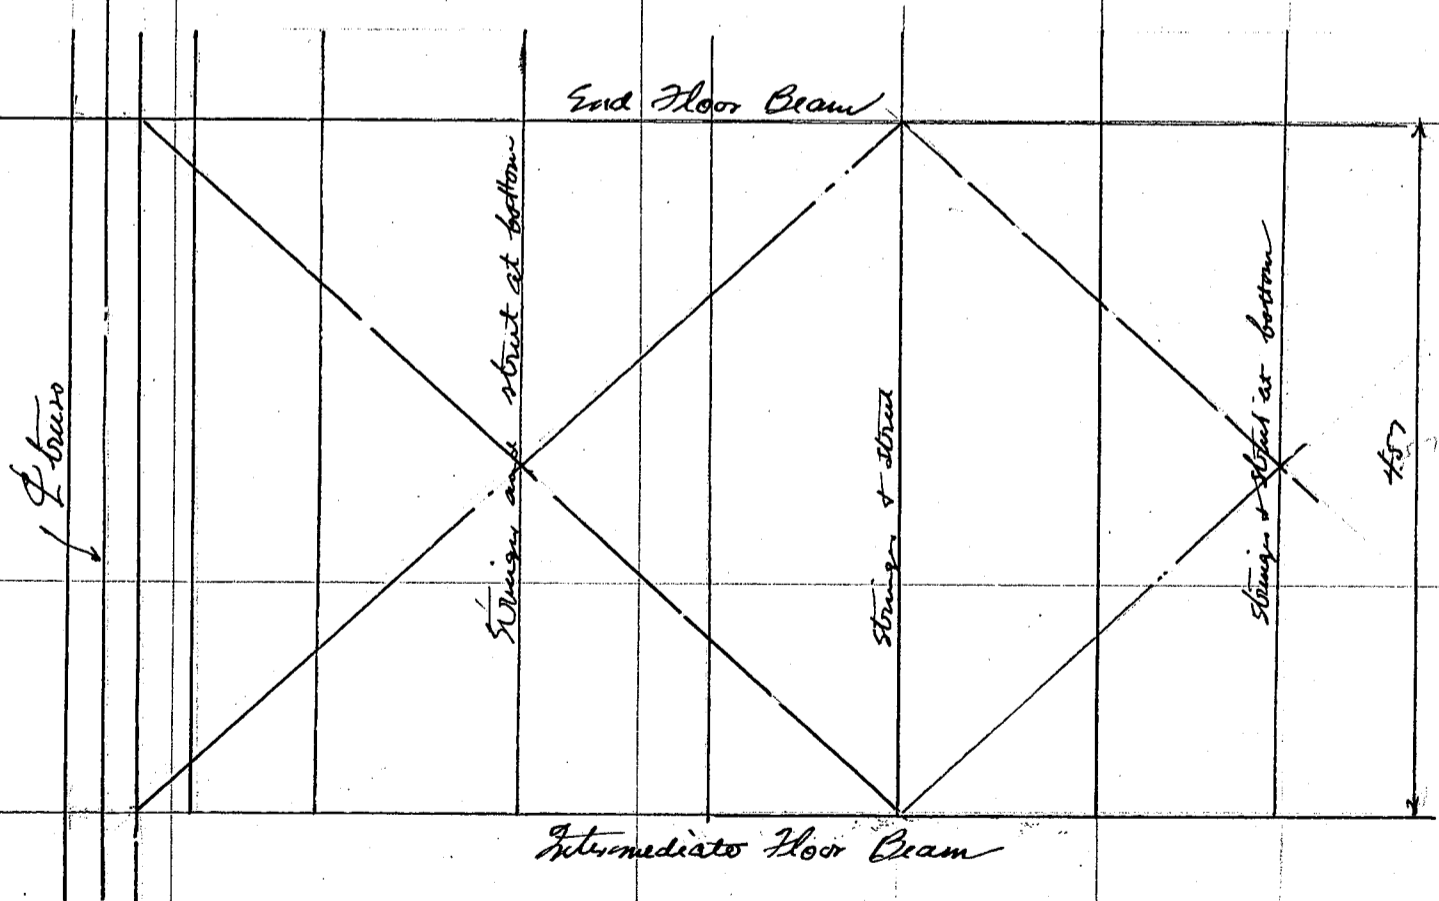 End Floor Beam
℄ truss
Stringer and strut at bottom
Stringer & strut
Stringer & strut at bottom
Intermediate Floor Beam